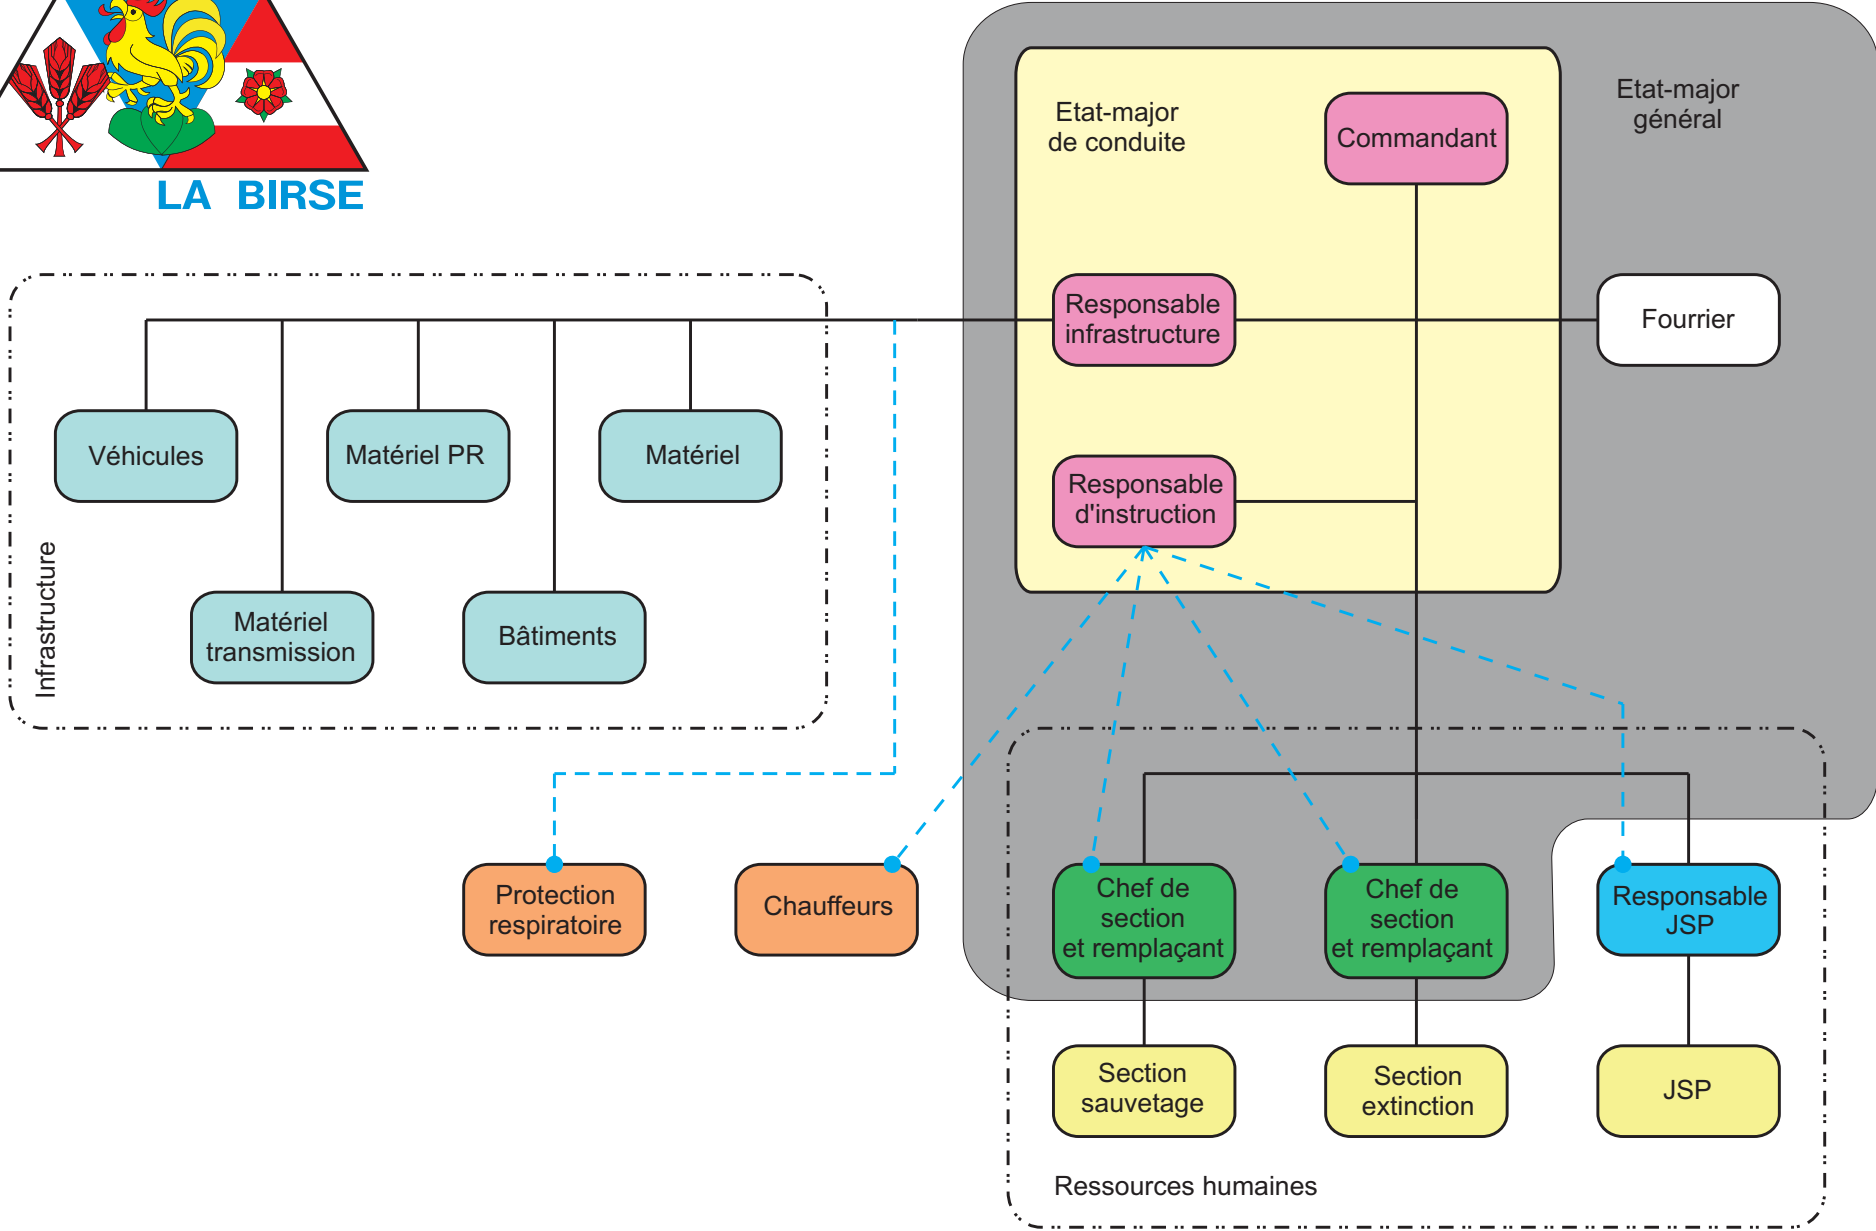 LA BIRSE
Etat-major
de conduite
Commandant
Etat-major
général
Responsable
infrastructure
Fourrier
Véhicules
Matériel PR
Matériel
Responsable
d'instruction
Infrastructure
Matériel
transmission
Bâtiments
Protection
respiratoire
Chauffeurs
Chef de
section
et remplaçant
Chef de
section
et remplaçant
Responsable
JSP
Section
sauvetage
Section
extinction
JSP
Ressources humaines